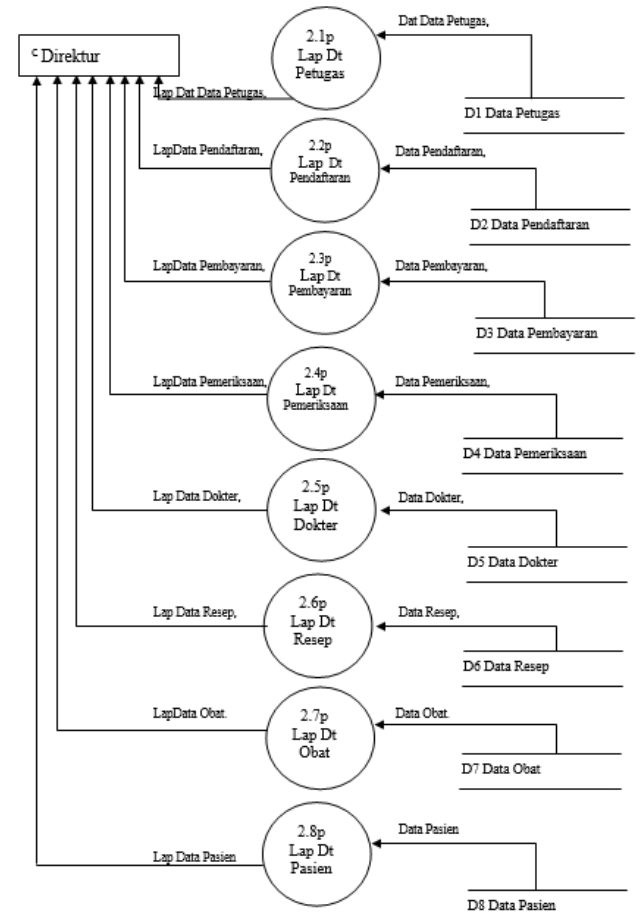 c Direktur
2.1p
Lap Dt
Petugas
Dat Data Petugas,
Lap Dat Data Petugas,
D1 Data Petugas
2.2p
Lap Dt
Pendaftaran
LapData Pendaftaran,
Data Pendaftaran,
D2 Data Pendaftaran
2.3p
Lap Dt
Pembayaran
LapData Pembayaran,
Data Pembayaran,
D3 Data Pembayaran
2.4p
Lap Dt
Pemeriksaan
LapData Pemeriksaan,
Data Pemeriksaan,
D4 Data Pemeriksaan
2.5p
Lap Dt
Dokter
Lap Data Dokter,
Data Dokter,
D5 Data Dokter
2.6p
Lap Dt
Resep
Lap Data Resep,
Data Resep,
D6 Data Resep
2.7p
Lap Dt
Obat
LapData Obat.
Data Obat.
D7 Data Obat
2.8p
Lap Dt
Pasien
Lap Data Pasien
Data Pasien
D8 Data Pasien